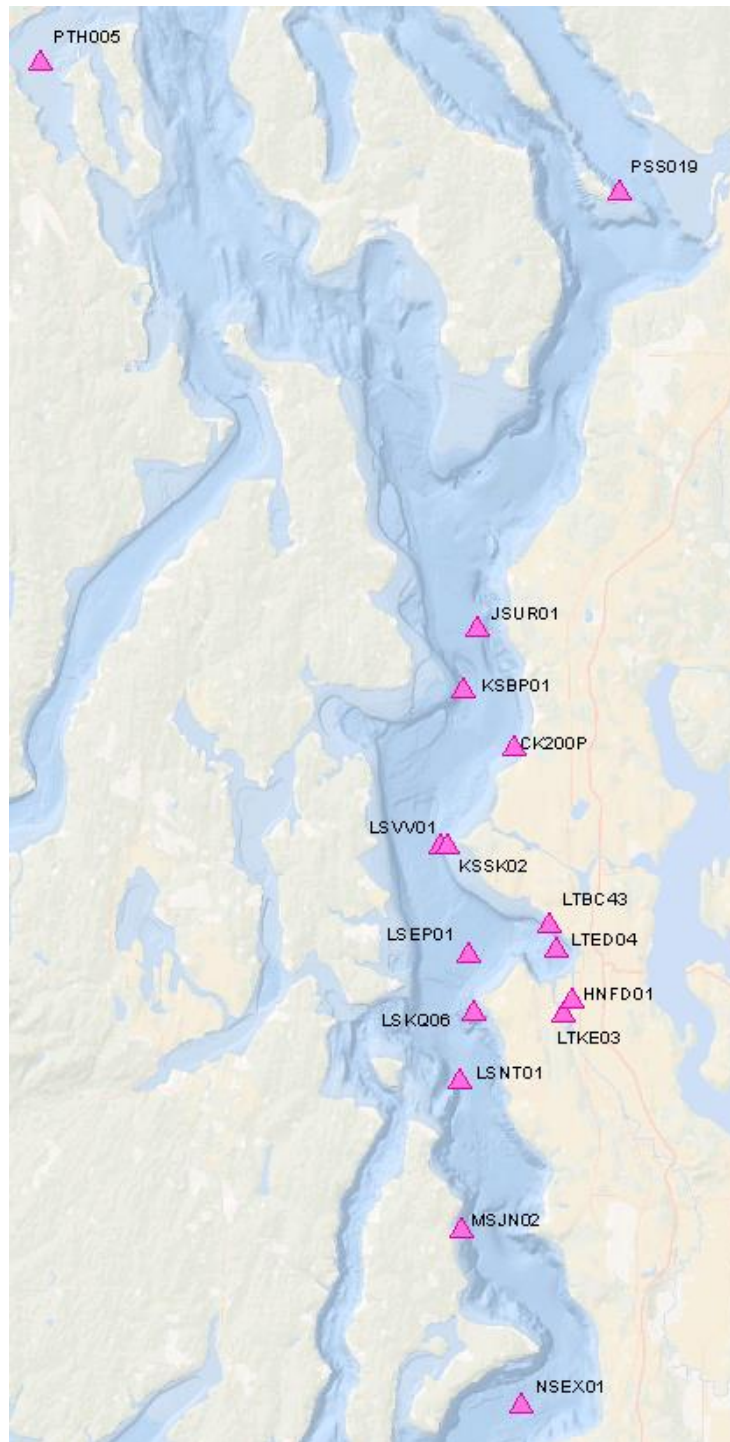 PTH005
PSS019
JSUR01
KSBP01
CK200P
LSVV01
KSSK02
LTBC43
LSEP01
LTED04
HNFD01
LSKQ06
LTKE03
LSNT01
MSJN02
NSEX01